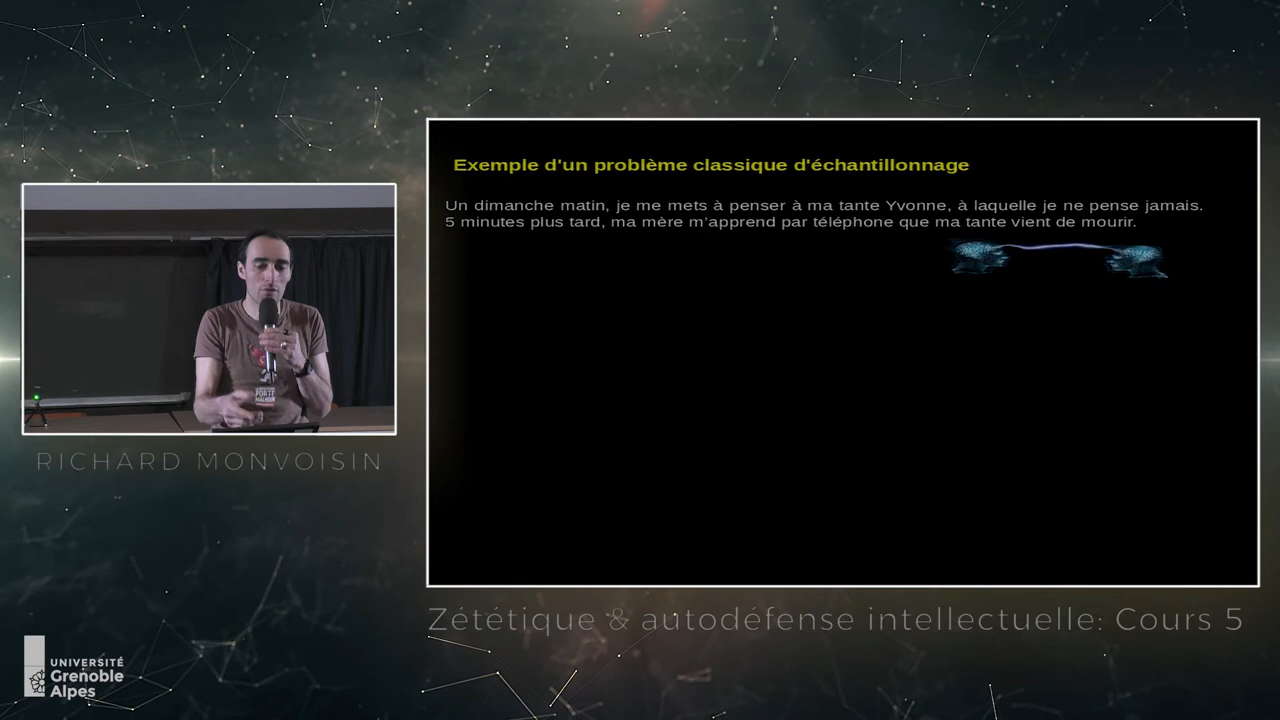 Exemple d'un problème classique d'échantillonnage
Un dimanche matin, je me mets à penser à ma tante Yvonne, à laquelle je ne pense jamais.
5 minutes plus tard, ma mère m'apprend par téléphone que ma tante vient de mourir.
PORTE
MALHEUR
RICHARD MONVOISIN
Zététique & autodéfense intellectuelle: Cours 5
UNIVERSITÉ
Grenoble
Alpes